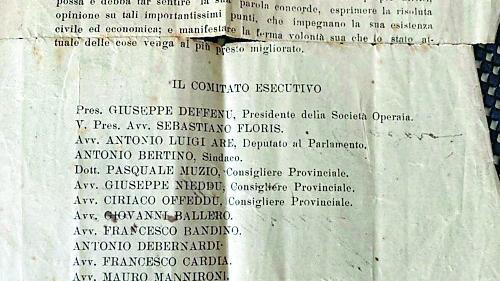 possa e debba far sentire la sua parola concorde, esprimere la risoluta
opinione su tali importantissimi punti, che impegnano la sua esistenza
civile ed economica; e manifestare la ferma volontà sua che lo stato at-
tuale delle cose venga al più presto migliorato.
IL COMITATO ESECUTIVO
Pres. GIUSEPPE DEFFENU, Presidente della Società Operaia.
V. Pres. Avv. SEBASTIANO FLORIS.
Avv. ANTONIO LUIGI ARE, Deputato al Parlamento.
ANTONIO BERTINO, Sindaco.
Dott. PASQUALE MUZIO, Consigliere Provinciale.
Avv. GIUSEPPE NIEDDU, Consigliere Provinciale.
Avv. CIRIACO OFFEDDU, Consigliere Provinciale.
Avv. GIOVANNI BALLERO.
Avv. FRANCESCO BANDINO.
ANTONIO DEBERNARDI.
Avv. FRANCESCO CARDIA.
Avv. MAURO MANNIRONI.